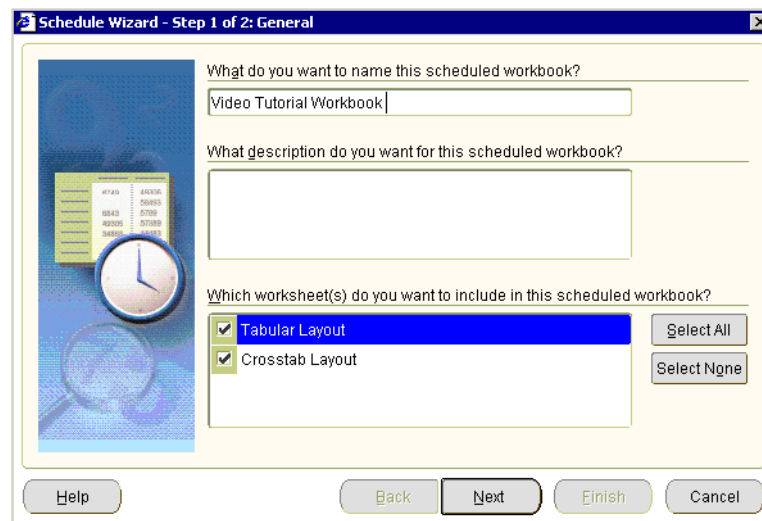 Schedule Wizard - Step 1 of 2: General
What do you want to name this scheduled workbook?
Video Tutorial Workbook
What description do you want for this scheduled workbook?
Which worksheet(s) do you want to include in this scheduled workbook?
Tabular Layout
Select All
Crosstab Layout
Select None
Help
Back
Next
Finish
Cancel